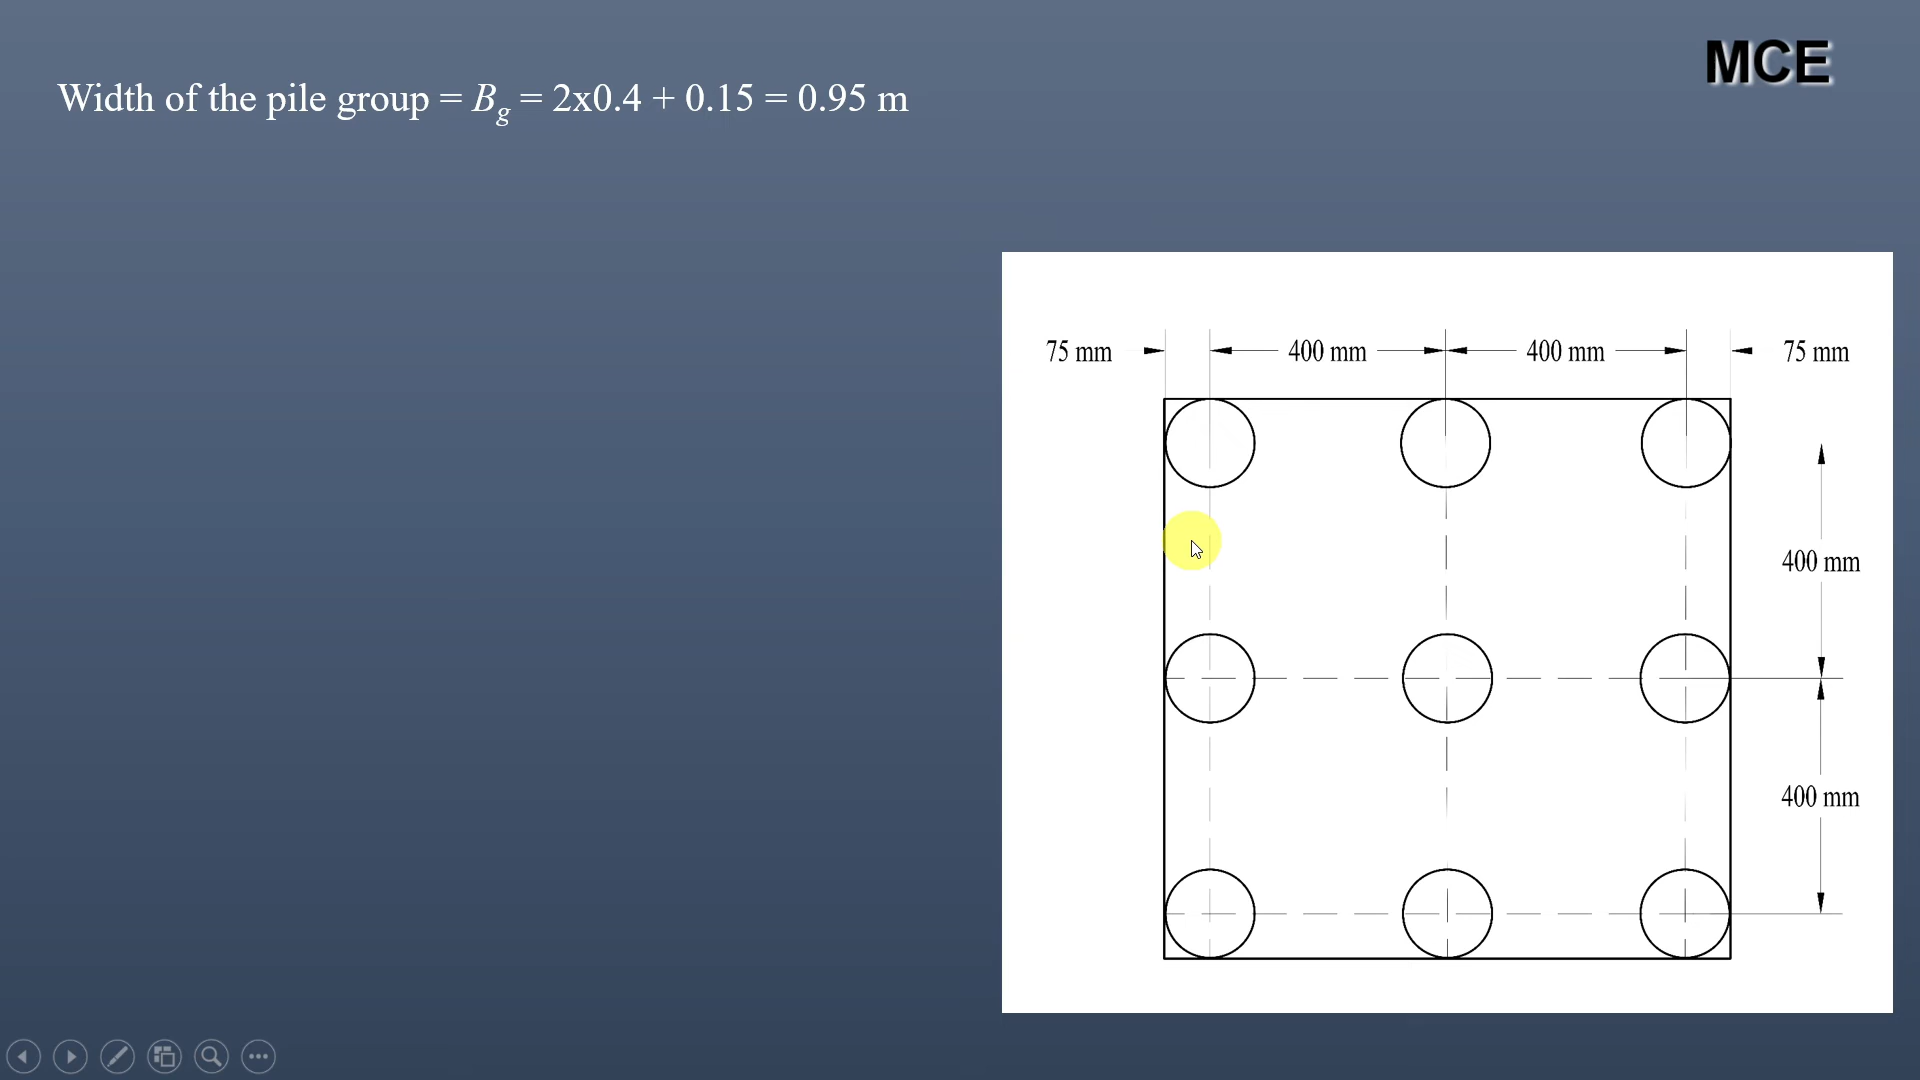 MCE
Width of the pile group = Bg = 2x0.4 + 0.15 = 0.95 m
75 mm 400 mm 400 mm 75 mm
400 mm
400 mm